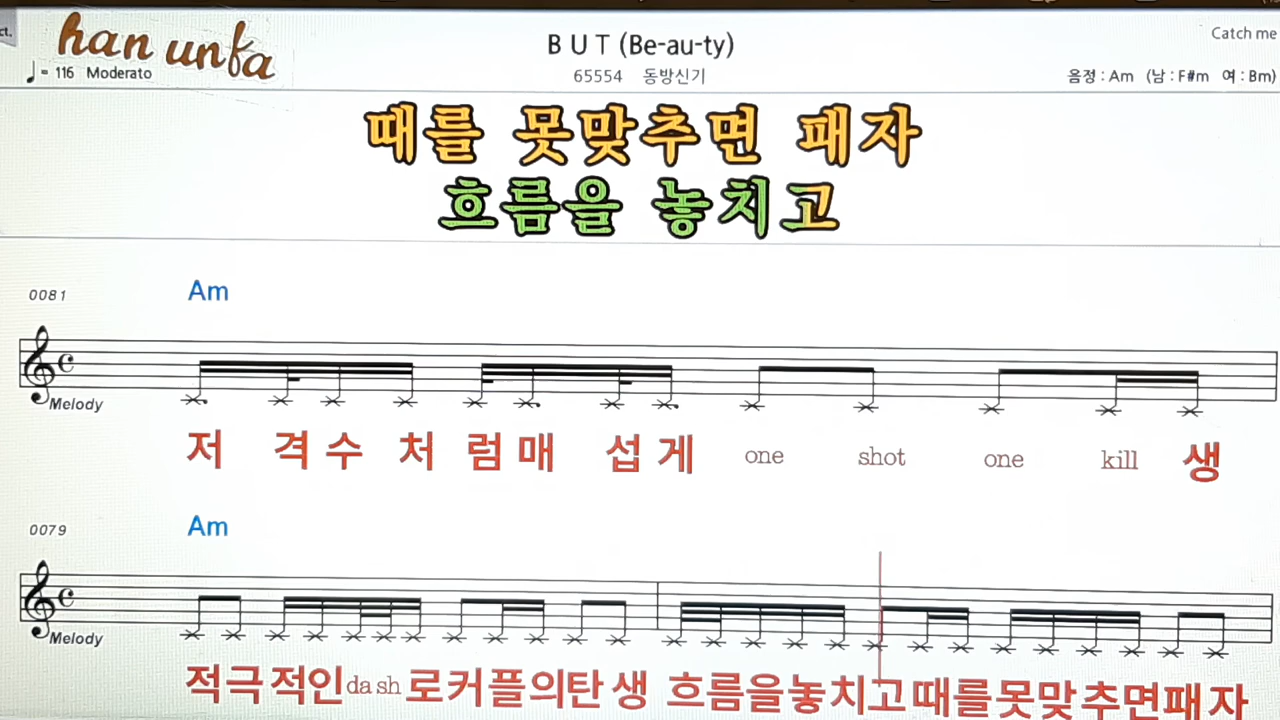 ct.
han unfa
B U T (Be-au-ty)
Catch me
♩= 116 Moderato
65554 동방신기
음정 : Am (남 : F#m 여 : Bm)
때를 못맞추면 패자
흐름을 놓치고
0081 Am
Melody
저 격 수 처 럼 매 섭 게 one shot one kill 생
0079 Am
Melody
적극적인 dash 로커플의탄생 흐름을놓치고때를못맞추면패자